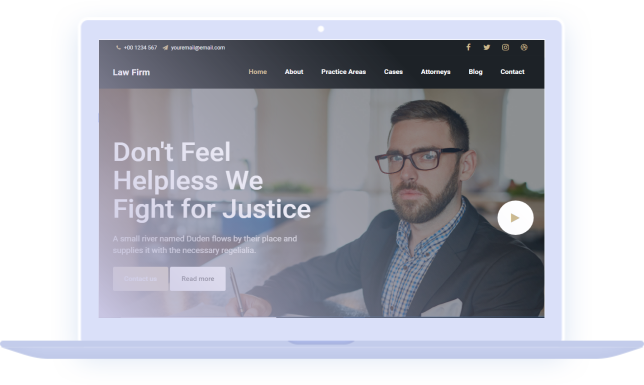 +00 1234 567 youremail@email.com
Law Firm Home About Practice Areas Cases Attorneys Blog Contact
Don't Feel
Helpless We
Fight for Justice
A small river named Duden flows by their place and
supplies it with the necessary regelialia.
Read more